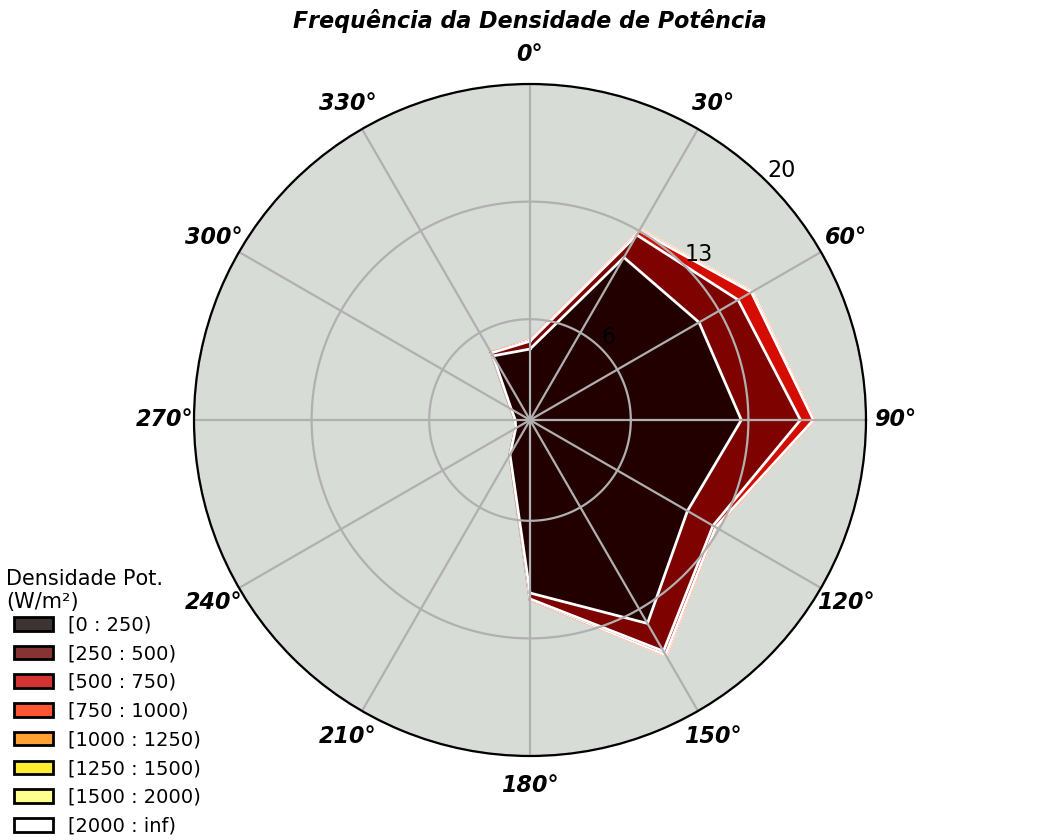 Frequência da Densidade de Potência
0°
330°
30°
20
300°
60°
13
6
270°
90°
240°
120°
210°
150°
180°
Densidade Pot.
(W/m²)
[0 : 250)
[250 : 500)
[500 : 750)
[750 : 1000)
[1000 : 1250)
[1250 : 1500)
[1500 : 2000)
[2000 : inf)